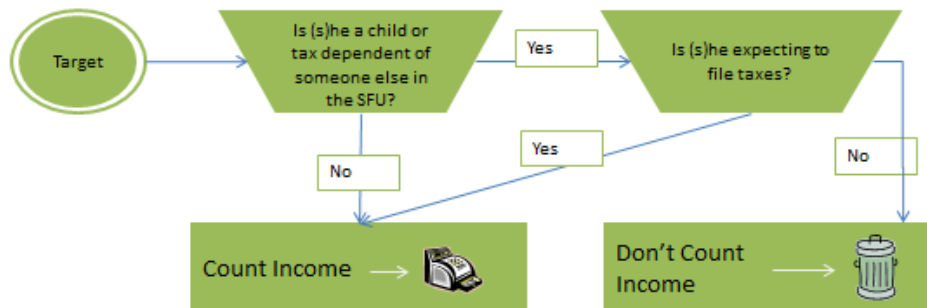 Target
Is (s)he a child or
tax dependent of
someone else in
the SFU?
Yes
Is (s)he expecting to
file taxes?
No
Yes
No
Count Income
Don’t Count
Income